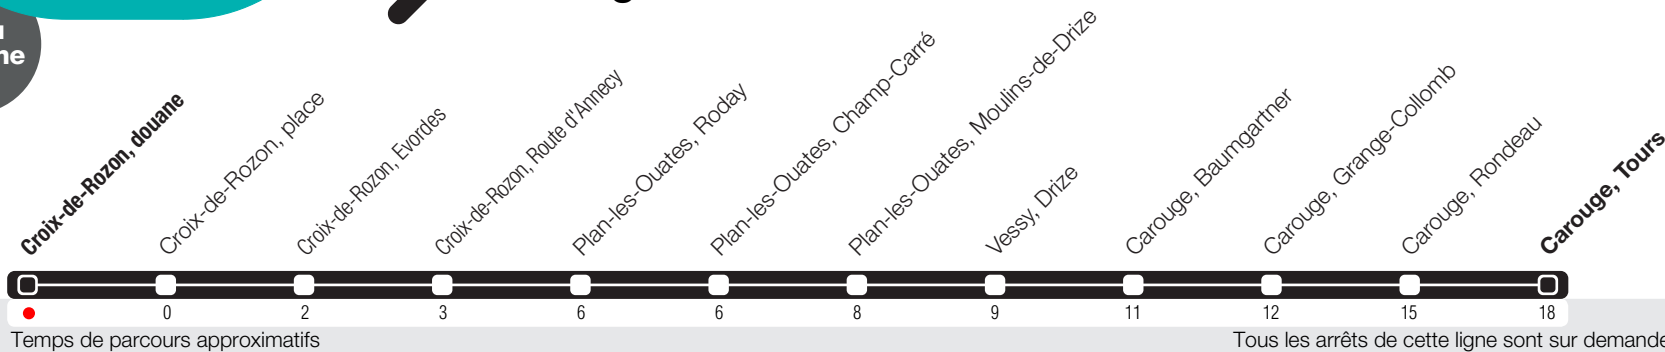 Croix-de-Rozon, douane
Croix-de-Rozon, place
Croix-de-Rozon, Evordes
Croix-de-Rozon, Route d'Annecy
Plan-les-Ouates, Roday
Plan-les-Ouates, Champ-Carré
Plan-les-Ouates, Moulins-de-Drize
Vessy, Drize
Carouge, Baumgartner
Carouge, Grange-Collomb
Carouge, Rondeau
Carouge, Tours
0 2 3 6 6 8 9 11 12 15 18
Temps de parcours approximatifs
Tous les arrêts de cette ligne sont sur demande